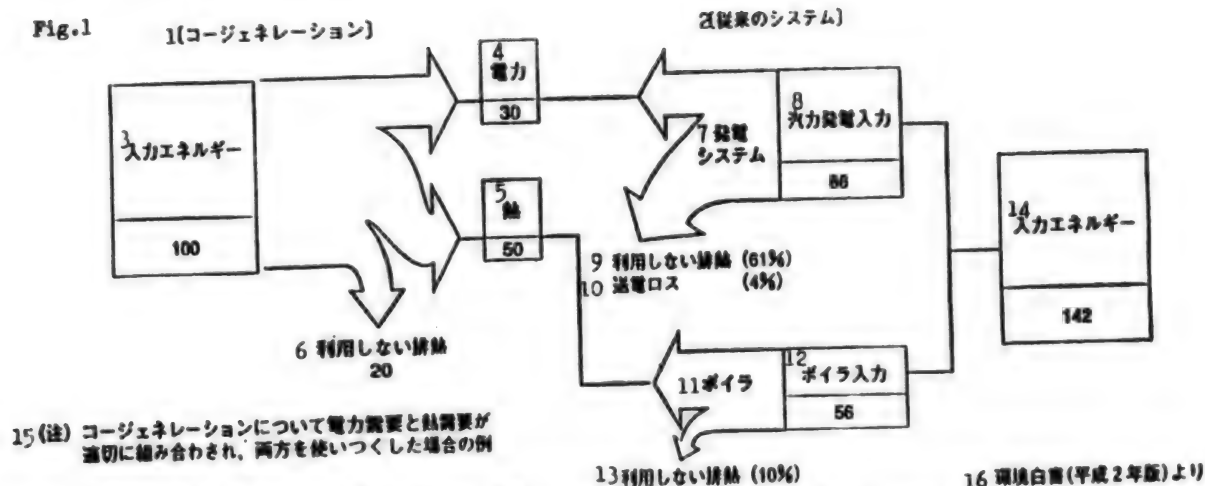 Fig.1
1[コージェネレーション]
2[従来のシステム]
3入力エネルギー
100
4
電力
30
5
熱
50
6 利用しない排熱
20
7 発電
システム
8
汽力発電入力
86
9 利用しない排熱 (61%)
10 送電ロス (4%)
11ボイラ
12
ボイラ入力
56
13利用しない排熱 (10%)
14
入力エネルギー
142
15(注) コージェネレーションについて電力需要と熱需要が
適切に組み合わされ、両方を使いつくした場合の例
16 環境白書(平成2年版)より